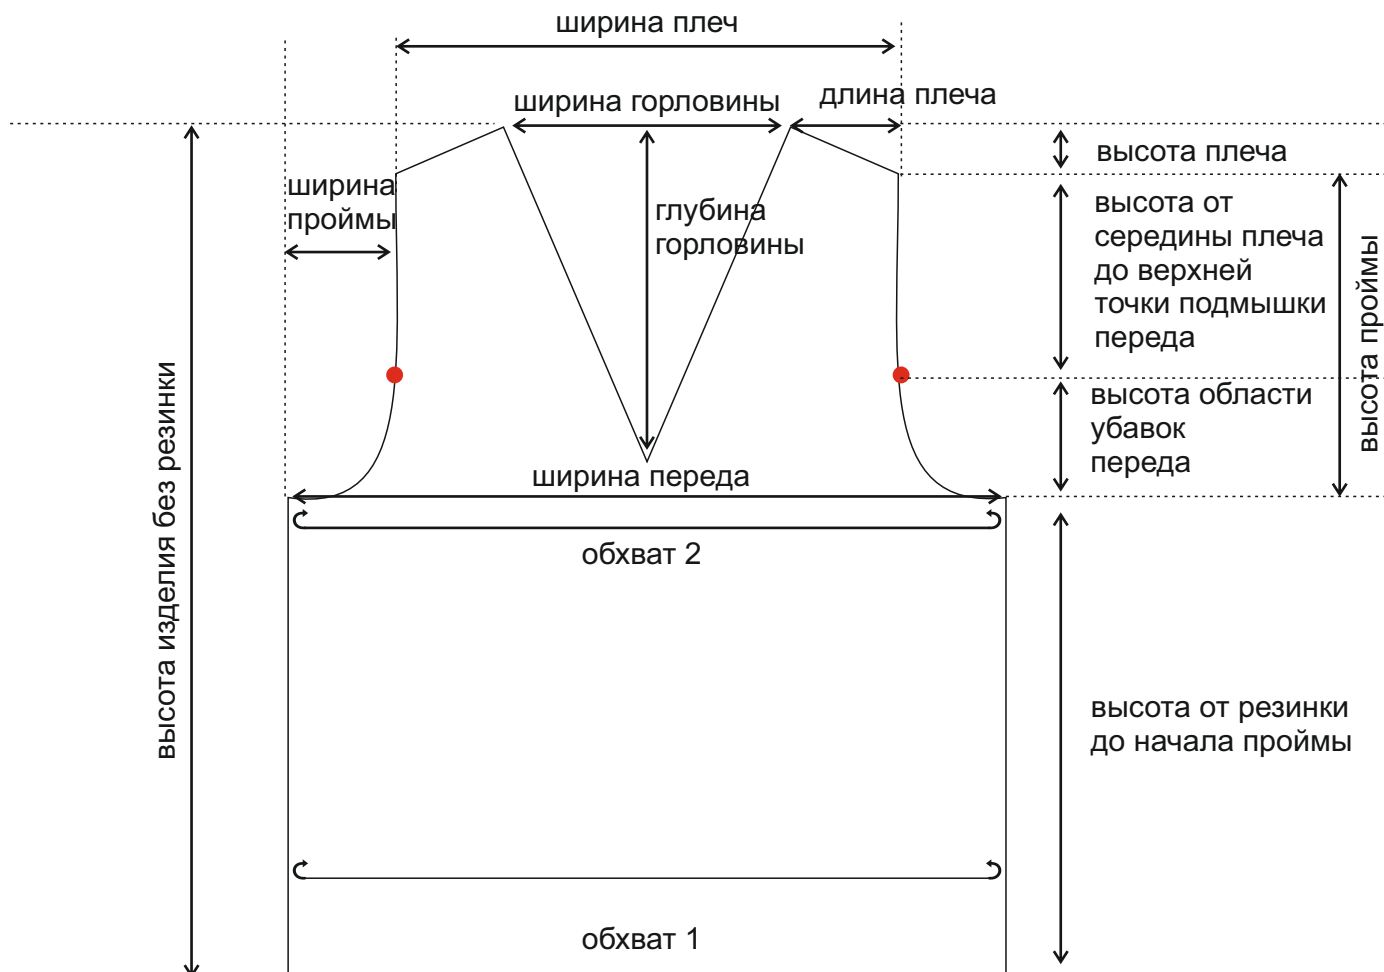 ширина плеч
ширина горловины
длина плеча
высота плеча
ширина
проймы
глубина
горловины
высота от
середины плеча
до верхней
точки подмышки
переда
высота проймы
высота области
убавок
переда
высота изделия без резинки
ширина переда
обхват 2
высота от резинки
до начала проймы
обхват 1